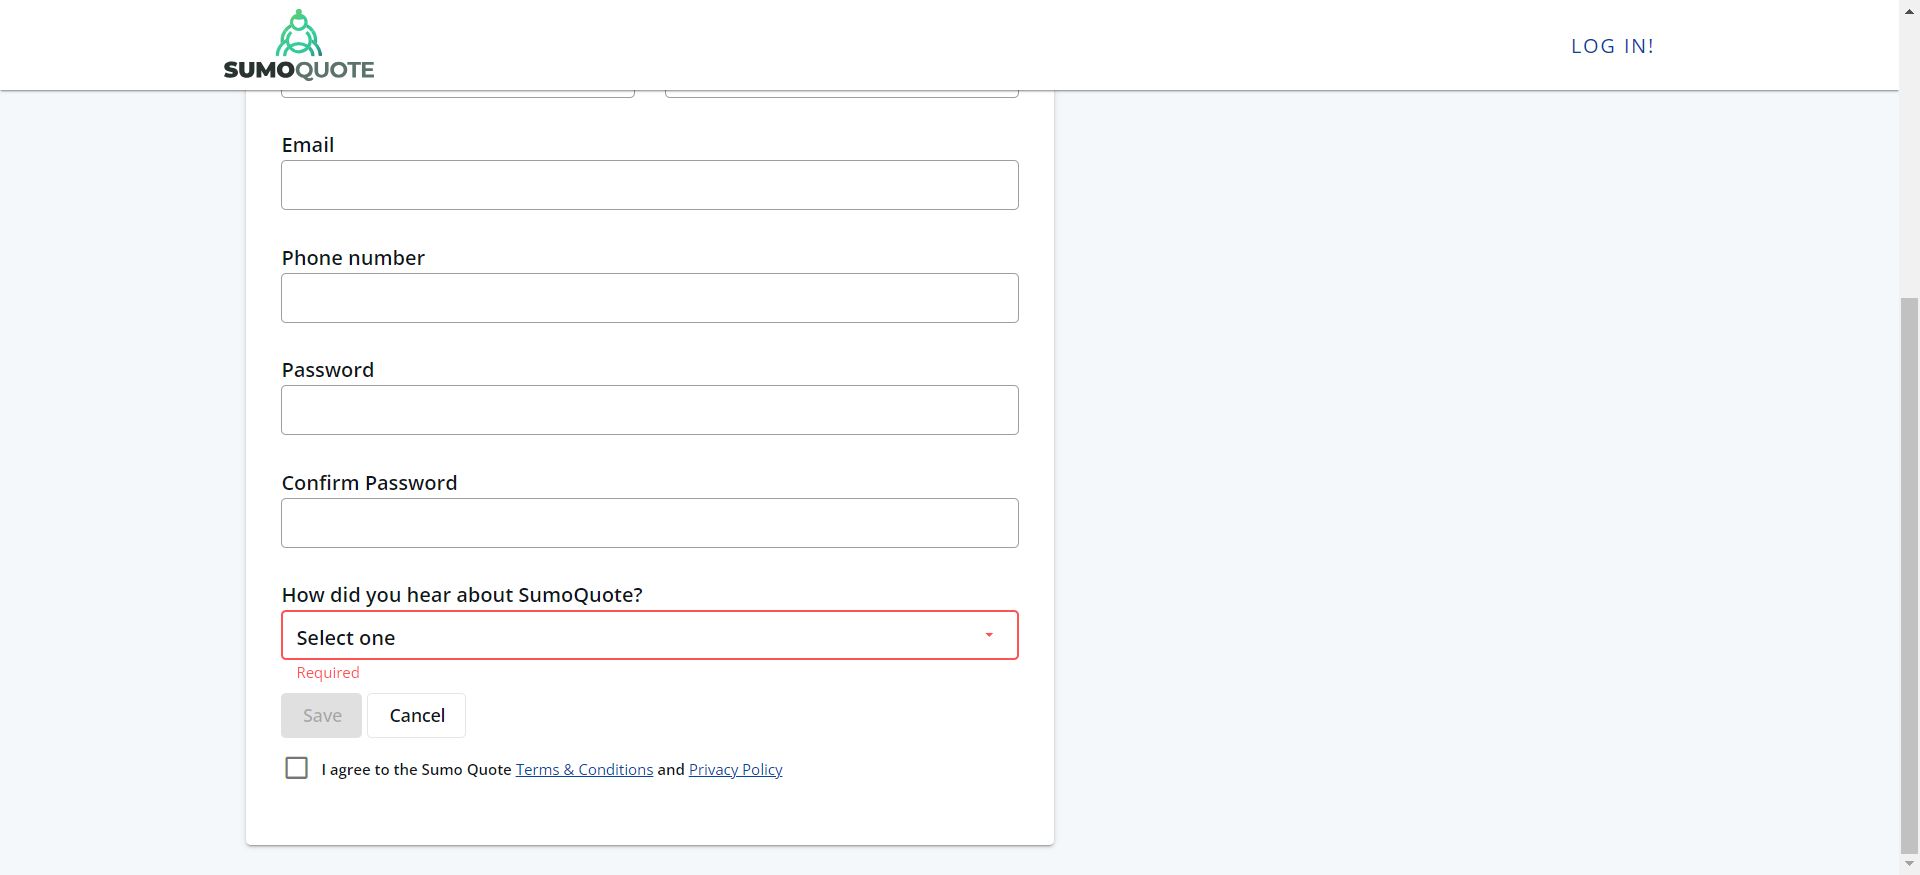 SUMOQUOTE
LOG IN!
Email
Phone number
Password
Confirm Password
How did you hear about SumoQuote?
Select one
Required
Save
Cancel
I agree to the Sumo Quote Terms & Conditions and Privacy Policy